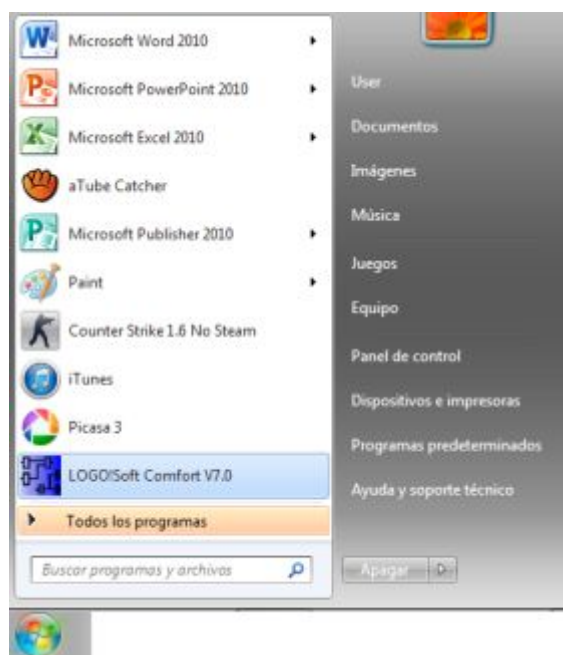 Microsoft Word 2010
Microsoft PowerPoint 2010
Microsoft Excel 2010
aTube Catcher
Microsoft Publisher 2010
Paint
Counter Strike 1.6 No Steam
iTunes
Picasa 3
LOGO!Soft Comfort V7.0
Todos los programas
Buscar programas y archivos
User
Documentos
Imágenes
Música
Juegos
Equipo
Panel de control
Dispositivos e impresoras
Programas predeterminados
Ayuda y soporte técnico
Apagar